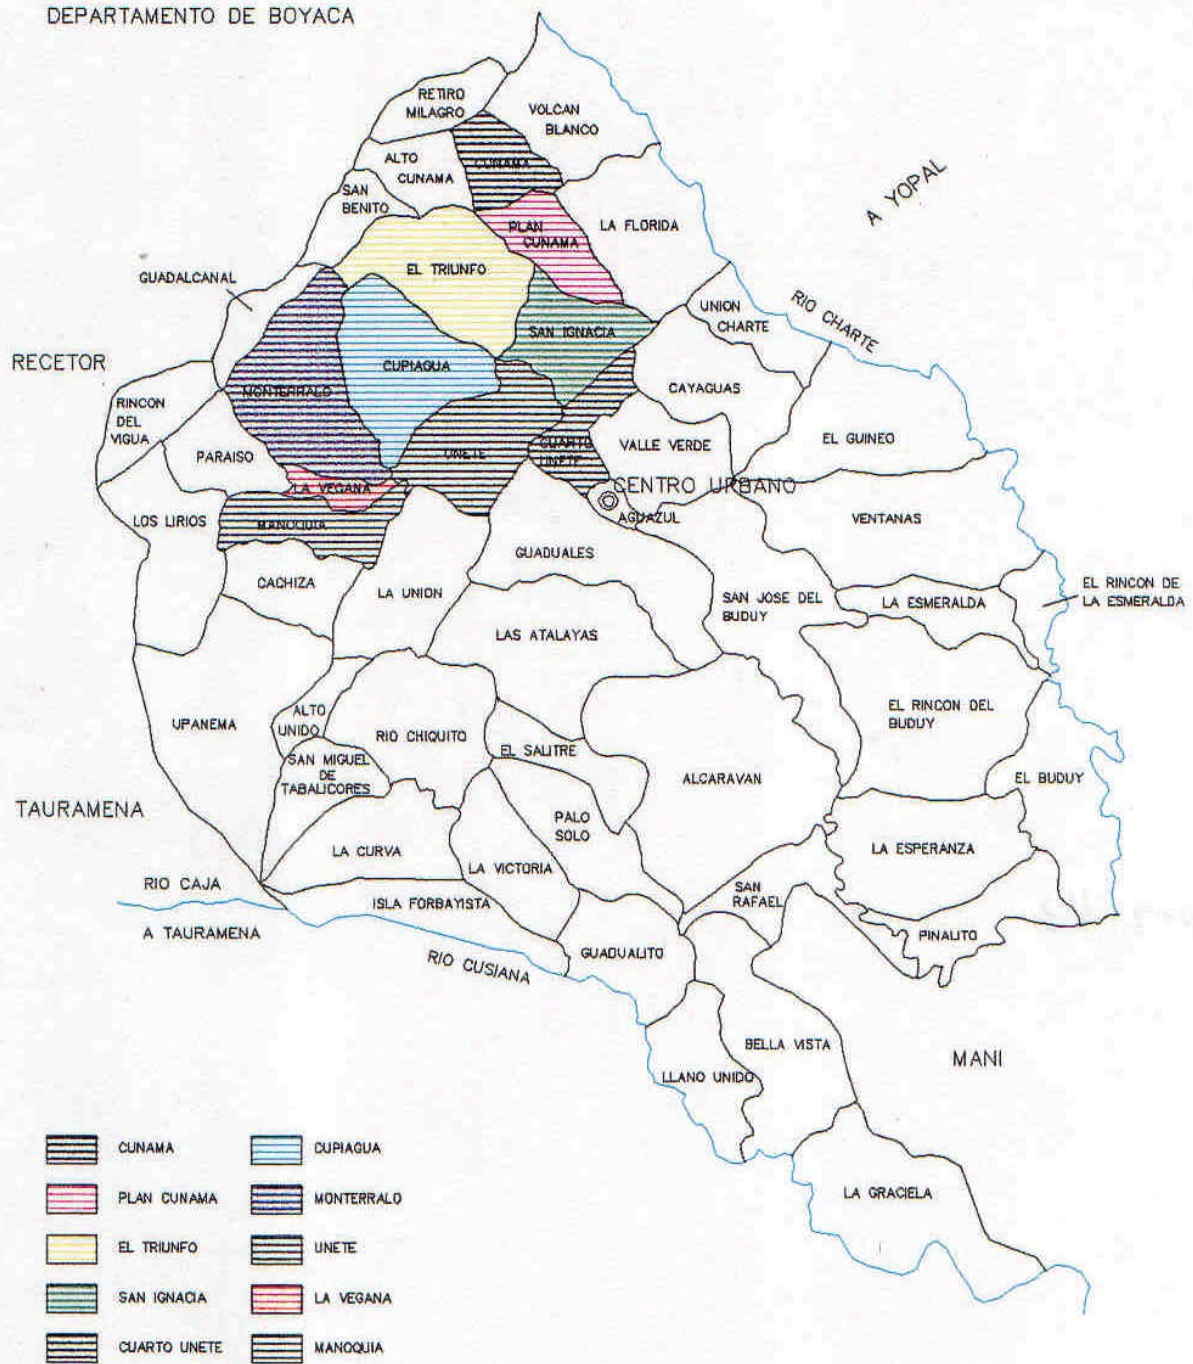 DEPARTAMENTO DE BOYACA
RETIRO
MILAGRO
VOLCAN
BLANCO
ALTO
CUNAMA
CUNAMA
SAN
BENITO
PLAN
CUNAMA
LA FLORIDA
A YOPAL
EL TRIUNFO
GUADALCANAL
UNION
CHARTE
RIO CHARTE
SAN IGNACIA
RECETOR
CUPIAGUA
CAYAGUAS
MONTERRALO
RINCON
DEL
VIGUA
PARAISO
UNETE
CUARTO
UNETE
VALLE VERDE
EL GUINEO
LA VEGANA
CENTRO URBANO
AGUAZUL
LOS LIRIOS
MANOQUIA
VENTANAS
GUADUALES
CACHIZA
LA UNION
SAN JOSE DEL
BUDUY
LA ESMERALDA
EL RINCON DE
LA ESMERALDA
LAS ATALAYAS
UPANEMA
ALTO
UNIDO
RIO CHIQUITO
EL SALITRE
EL RINCON DEL
BUDUY
SAN MIGUEL
DE
TABALICORES
ALCARAVAN
EL BUDUY
TAURAMENA
PALO
SOLO
LA CURVA
LA VICTORIA
LA ESPERANZA
RIO CAJA
ISLA FORBAYISTA
SAN
RAFAEL
A TAURAMENA
PINALITO
RIO CUSIANA
GUADUALITO
BELLA VISTA
MANI
LLANO UNIDO
LA GRACIELA
CUNAMA
CUPIAGUA
PLAN CUNAMA
MONTERRALO
EL TRIUNFO
UNETE
SAN IGNACIA
LA VEGANA
CUARTO UNETE
MANOQUIA